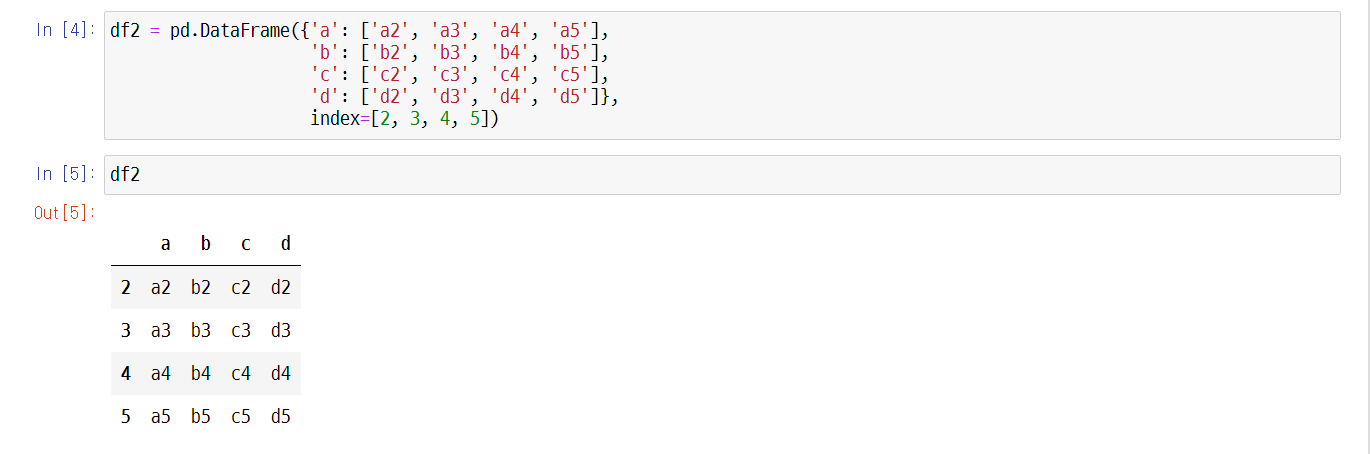 In [4]: df2 = pd.DataFrame({'a': ['a2', 'a3', 'a4', 'a5'],
'b': ['b2', 'b3', 'b4', 'b5'],
'c': ['c2', 'c3', 'c4', 'c5'],
'd': ['d2', 'd3', 'd4', 'd5']},
index=[2, 3, 4, 5])
In [5]: df2
Out[5]:
a b c d
2 a2 b2 c2 d2
3 a3 b3 c3 d3
4 a4 b4 c4 d4
5 a5 b5 c5 d5